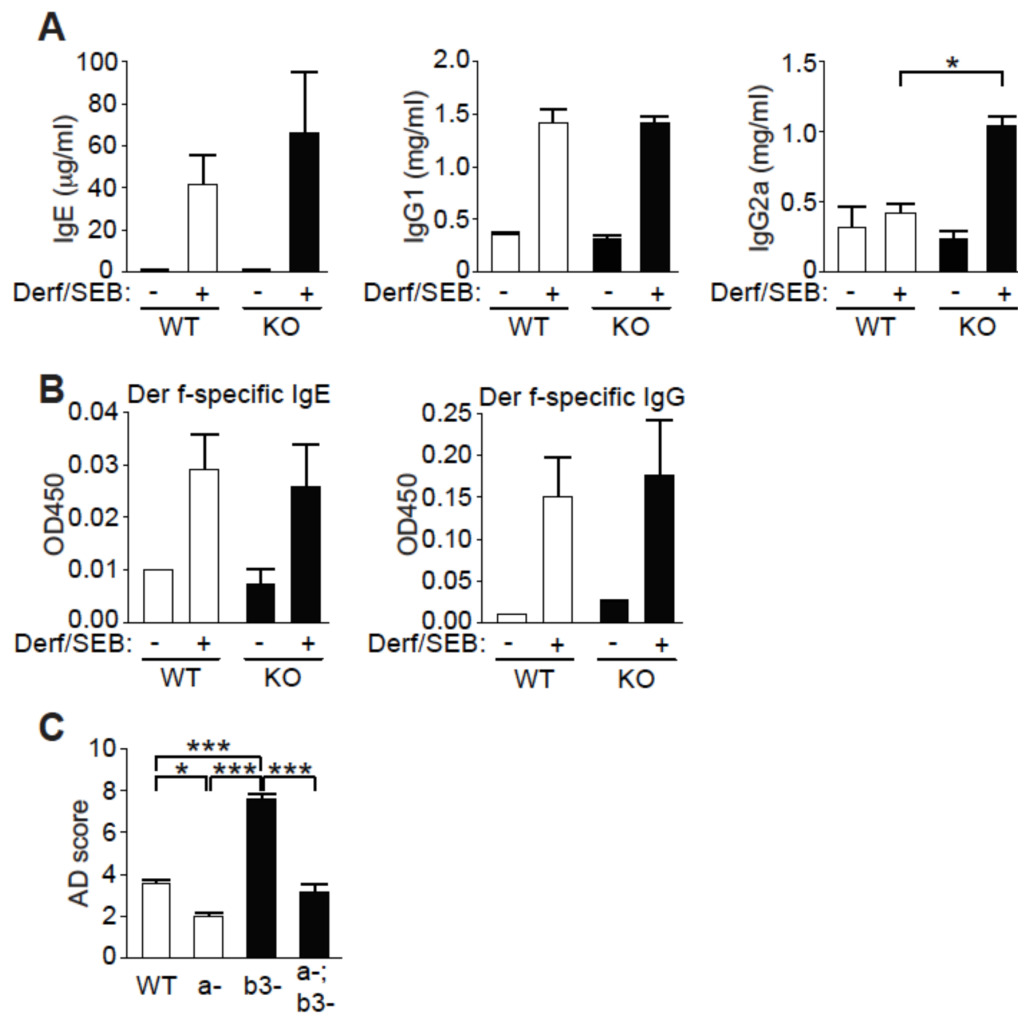 A
IgE (μg/ml)
100
80
60
40
20
0
Derf/SEB: - + - +
WT KO
IgG1 (mg/ml)
2.0
1.5
1.0
0.5
0
Derf/SEB: - + - +
WT KO
IgG2a (mg/ml)
1.5
1.0
0.5
0
*
Derf/SEB: - + - +
WT KO
B
Der f-specific IgE
OD450
0.04
0.03
0.02
0.01
0.00
Derf/SEB: - + - +
WT KO
Der f-specific IgG
OD450
0.25
0.20
0.15
0.10
0.05
0.00
Derf/SEB: - + - +
WT KO
C
AD score
10
8
6
4
2
0
***
* *** ***
WT a- b3- a-;
b3-